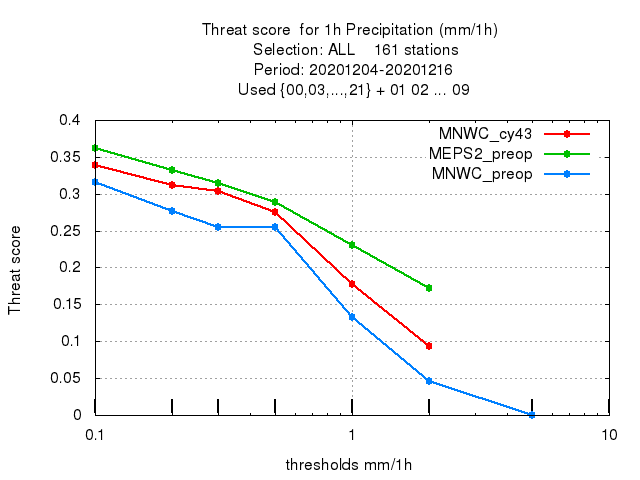 Threat score  for 1h Precipitation (mm/1h)
Selection: ALL    161 stations
Period: 20201204-20201216
Used {00,03,...,21} + 01 02 ... 09
MNWC_cy43
MEPS2_preop
MNWC_preop
Threat score
0.4
0.35
0.3
0.25
0.2
0.15
0.1
0.05
0
0.1 1 10
thresholds mm/1h